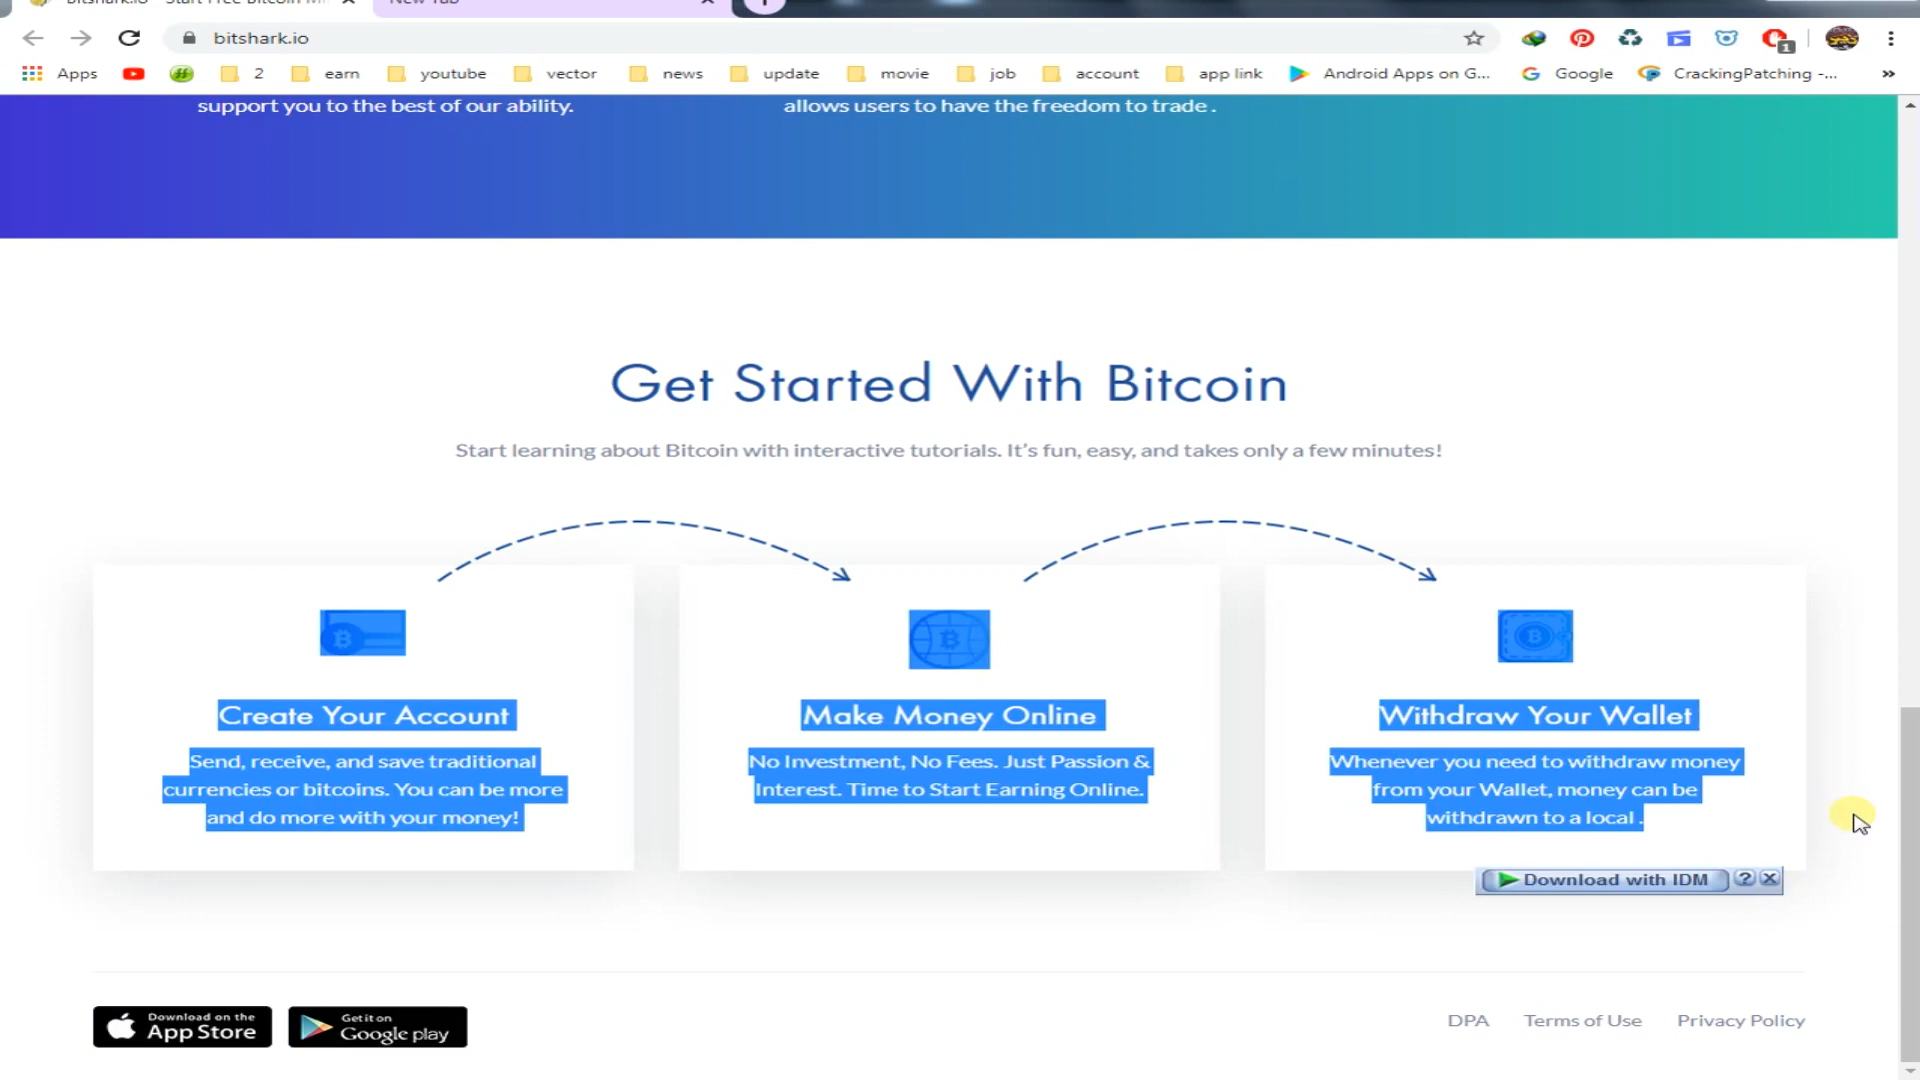 bitshark.io
Apps
2
earn
youtube
vector
news
update
movie
job
account
app link
Android Apps on G...
Google
CrackingPatching -...
»
1
support you to the best of our ability.
allows users to have the freedom to trade .
Get Started With Bitcoin
Start learning about Bitcoin with interactive tutorials. It's fun, easy, and takes only a few minutes!
Create Your Account
Send, receive, and save traditional
currencies or bitcoins. You can be more
and do more with your money!
Make Money Online
No Investment, No Fees. Just Passion &
Interest. Time to Start Earning Online.
Withdraw Your Wallet
Whenever you need to withdraw money
from your Wallet, money can be
withdrawn to a local .
Download with IDM
?
Download on the
App Store
Get it on
Google play
DPA
Terms of Use
Privacy Policy